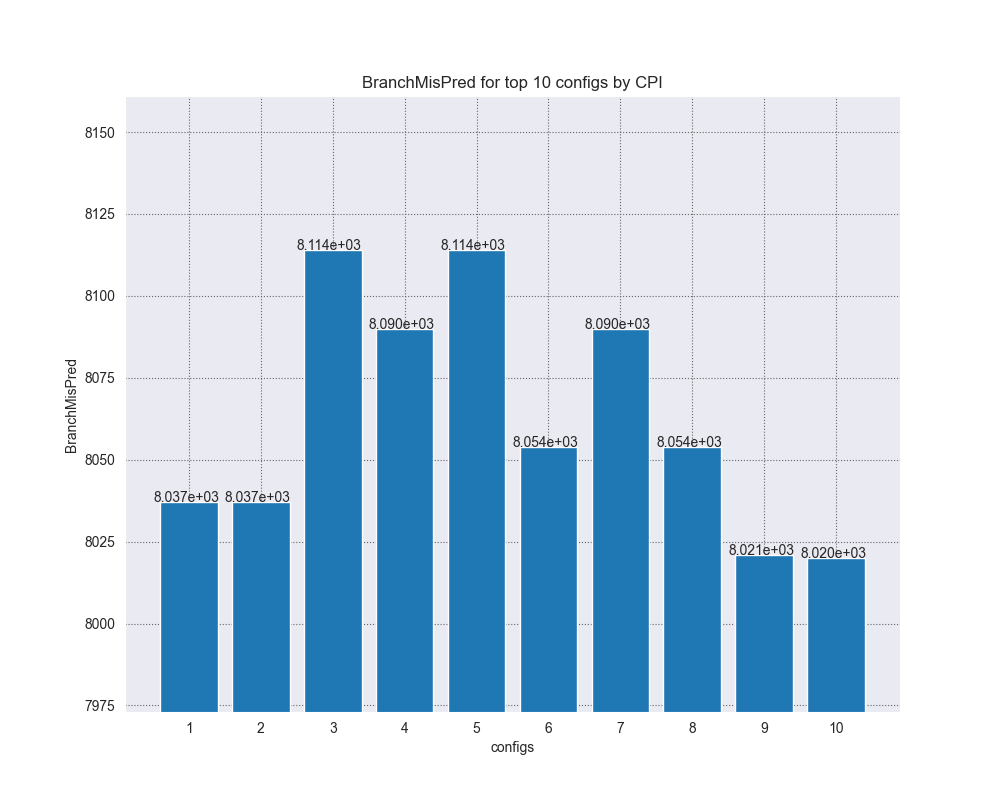 BranchMisPred for top 10 configs by CPI
8150
8125
8100
8075
8050
8025
8000
7975
BranchMisPred
8.037e+03
8.037e+03
8.114e+03
8.090e+03
8.114e+03
8.054e+03
8.090e+03
8.054e+03
8.021e+03
8.020e+03
1 2 3 4 5 6 7 8 9 10
configs